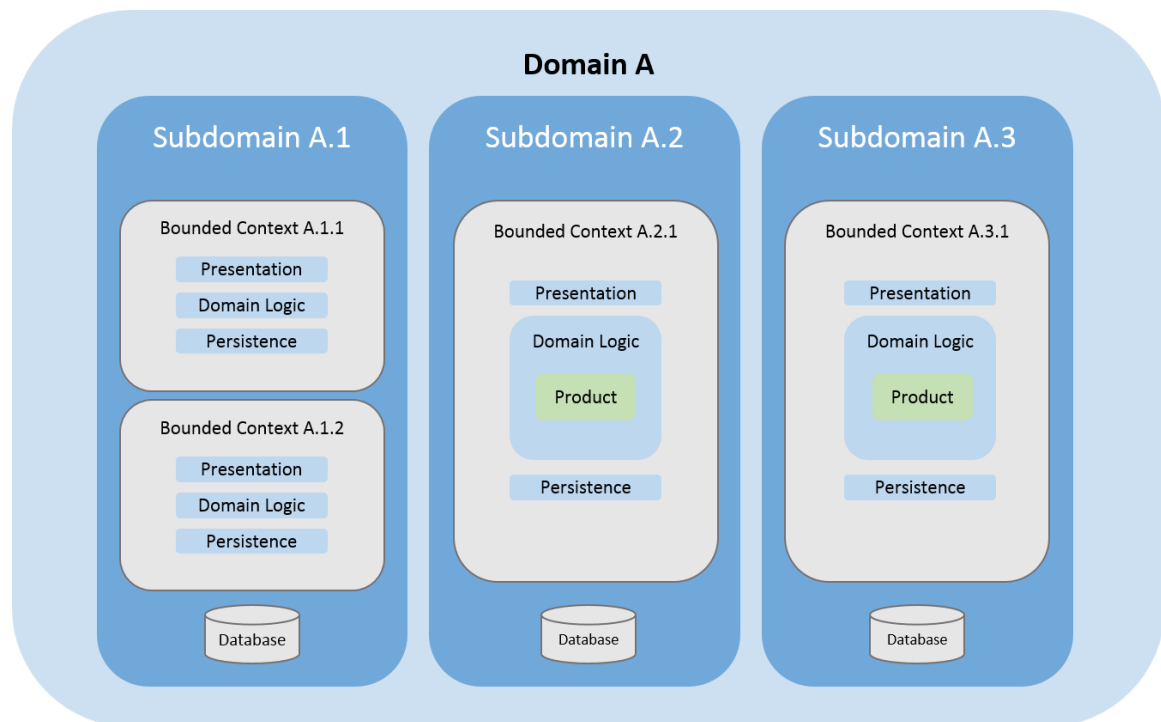 Domain A
Subdomain A.1
Bounded Context A.1.1
Presentation
Domain Logic
Persistence
Bounded Context A.1.2
Presentation
Domain Logic
Persistence
Database
Subdomain A.2
Bounded Context A.2.1
Presentation
Domain Logic
Product
Persistence
Database
Subdomain A.3
Bounded Context A.3.1
Presentation
Domain Logic
Product
Persistence
Database